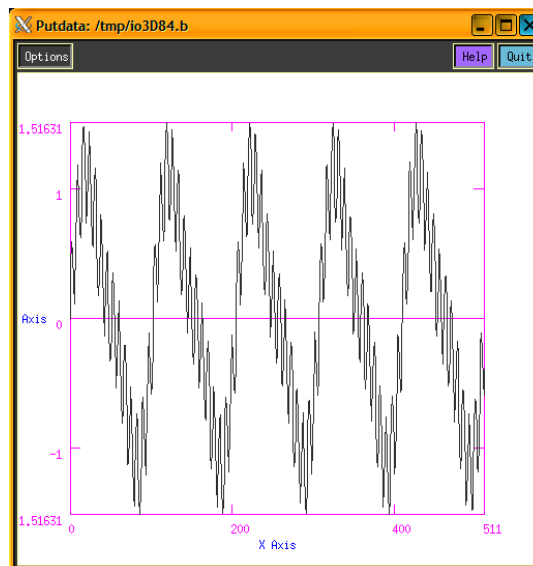 Putdata: /tmp/io3D84.b
Options Help Quit
1.51631
1
Axis 0
-1
1.51631
0 200 400 511
X Axis